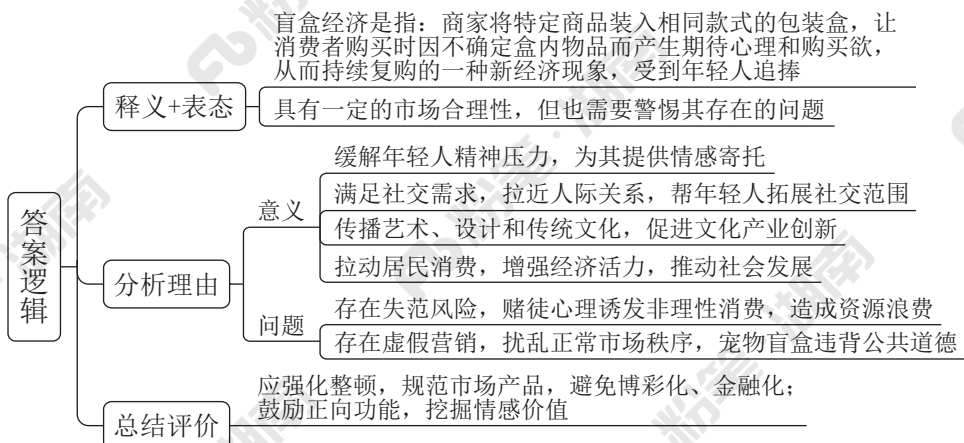 盲盒经济是指：商家将特定商品装入相同款式的包装盒，让
消费者购买时因不确定盒内物品而产生期待心理和购买欲，
从而持续复购的一种新经济现象，受到年轻人追捧
释义+表态
具有一定的市场合理性，但也需要警惕其存在的问题
缓解年轻人精神压力，为其提供情感寄托
满足社交需求，拉近人际关系，帮年轻人拓展社交范围
意义
传播艺术、设计和传统文化，促进文化产业创新
拉动居民消费，增强经济活力，推动社会发展
答案逻辑
分析理由
存在失范风险，赌徒心理诱发非理性消费，造成资源浪费
问题
存在虚假营销，扰乱正常市场秩序，宠物盲盒违背公共道德
应强化整顿，规范市场产品，避免博彩化、金融化；
鼓励正向功能，挖掘情感价值
总结评价
粉笔·湖南